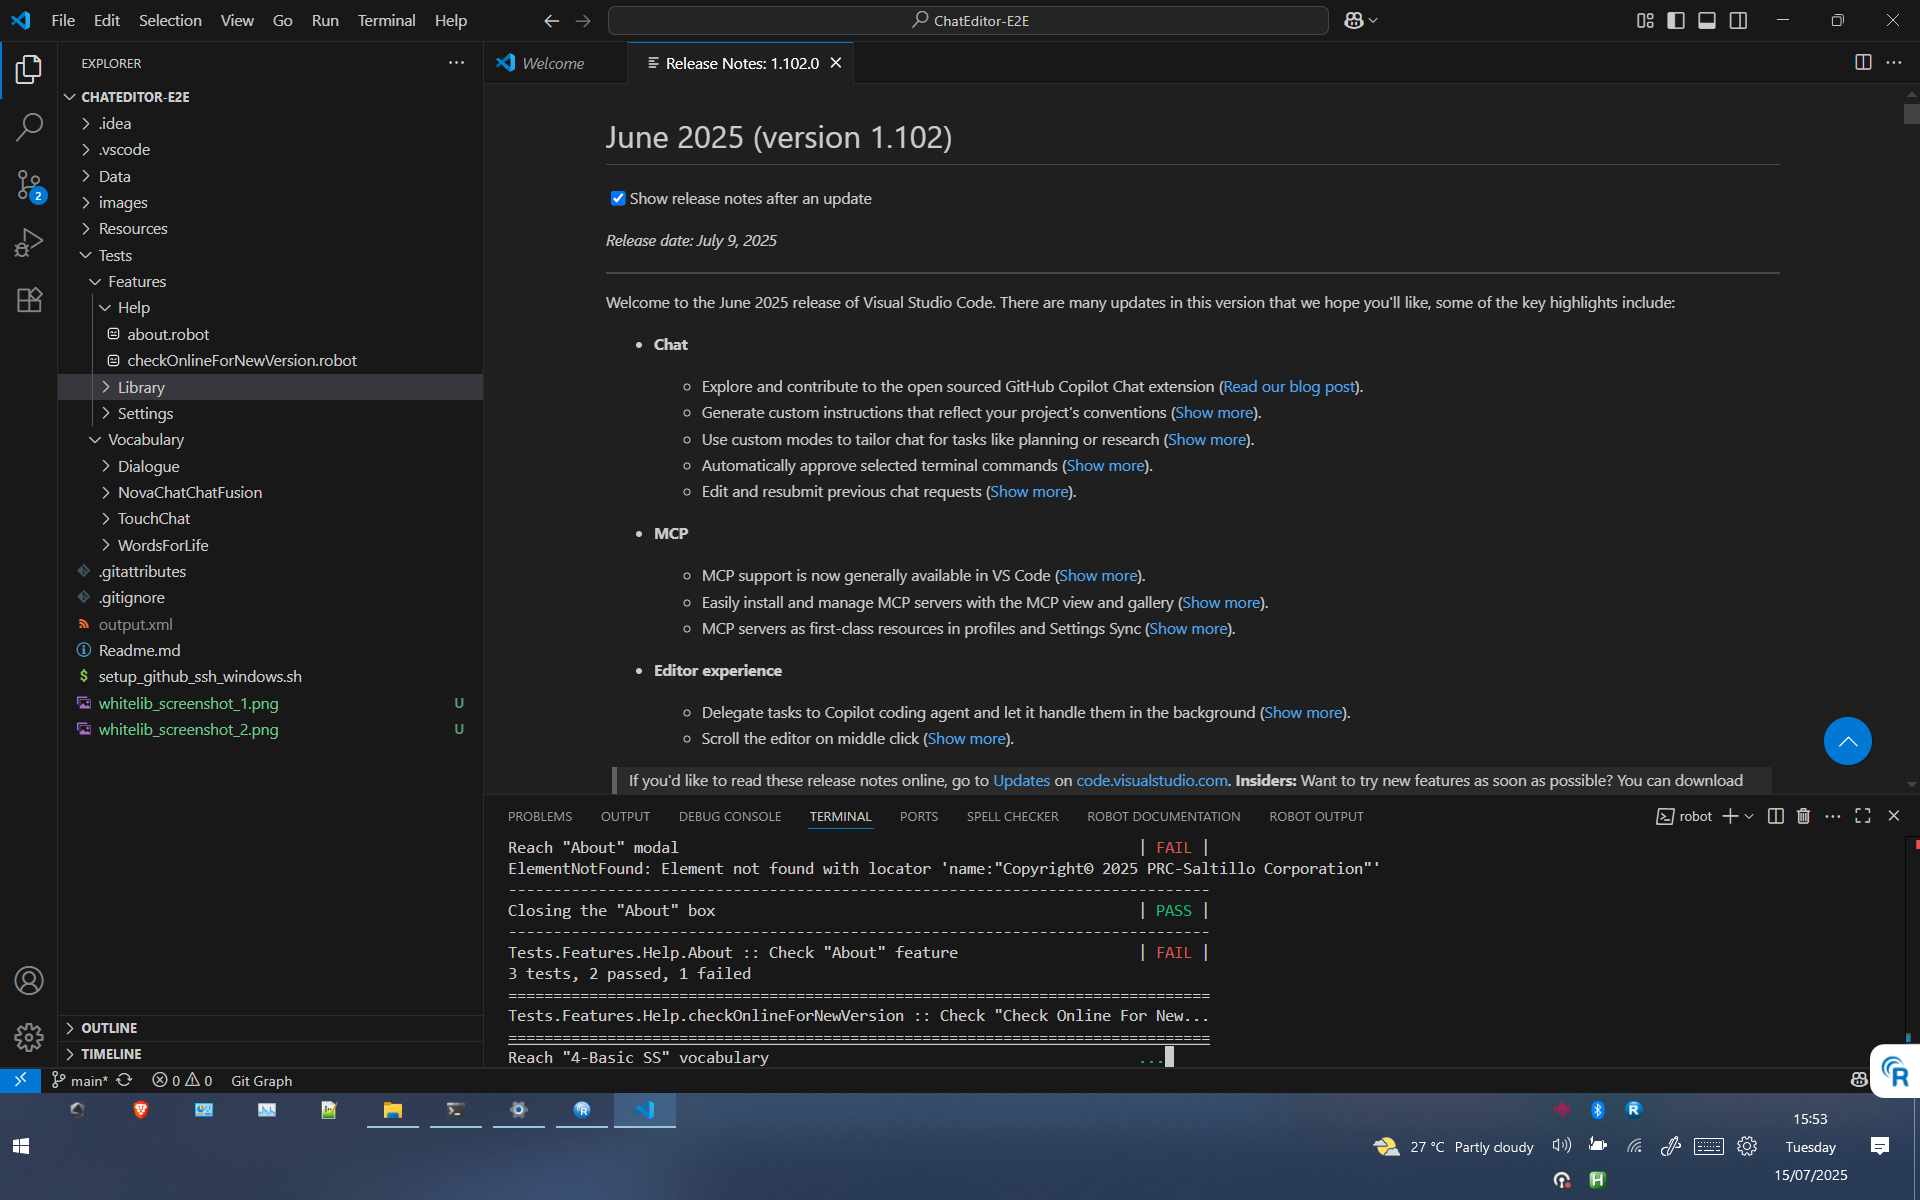 File Edit Selection View Go Run Terminal Help
ChatEditor-E2E
EXPLORER
Welcome
Release Notes: 1.102.0
CHATEDITOR-E2E
.idea
.vscode
Data
images
Resources
Tests
Features
Help
about.robot
checkOnlineForNewVersion.robot
Library
Settings
Vocabulary
Dialogue
NovaChatChatFusion
TouchChat
WordsForLife
.gitattributes
.gitignore
output.xml
Readme.md
$ setup_github_ssh_windows.sh
whitelib_screenshot_1.png U
whitelib_screenshot_2.png U
OUTLINE
TIMELINE
2
June 2025 (version 1.102)
Show release notes after an update
Release date: July 9, 2025
Welcome to the June 2025 release of Visual Studio Code. There are many updates in this version that we hope you'll like, some of the key highlights include:
• Chat
Explore and contribute to the open sourced GitHub Copilot Chat extension (Read our blog post).
Generate custom instructions that reflect your project's conventions (Show more).
Use custom modes to tailor chat for tasks like planning or research (Show more).
Automatically approve selected terminal commands (Show more).
Edit and resubmit previous chat requests (Show more).
• MCP
MCP support is now generally available in VS Code (Show more).
Easily install and manage MCP servers with the MCP view and gallery (Show more).
MCP servers as first-class resources in profiles and Settings Sync (Show more).
• Editor experience
Delegate tasks to Copilot coding agent and let it handle them in the background (Show more).
Scroll the editor on middle click (Show more).
If you'd like to read these release notes online, go to Updates on code.visualstudio.com. Insiders: Want to try new features as soon as possible? You can download
PROBLEMS OUTPUT DEBUG CONSOLE TERMINAL PORTS SPELL CHECKER ROBOT DOCUMENTATION ROBOT OUTPUT
robot
Reach "About" modal | FAIL |
ElementNotFound: Element not found with locator 'name:"Copyright© 2025 PRC-Saltillo Corporation"'
------------------------------------------------------------------------------
Closing the "About" box | PASS |
------------------------------------------------------------------------------
Tests.Features.Help.About :: Check "About" feature | FAIL |
3 tests, 2 passed, 1 failed
==============================================================================
Tests.Features.Help.checkOnlineForNewVersion :: Check "Check Online For New...
==============================================================================
Reach "4-Basic SS" vocabulary ...
main* 0 0 Git Graph
R
15:53
27 °C Partly cloudy
Tuesday
15/07/2025